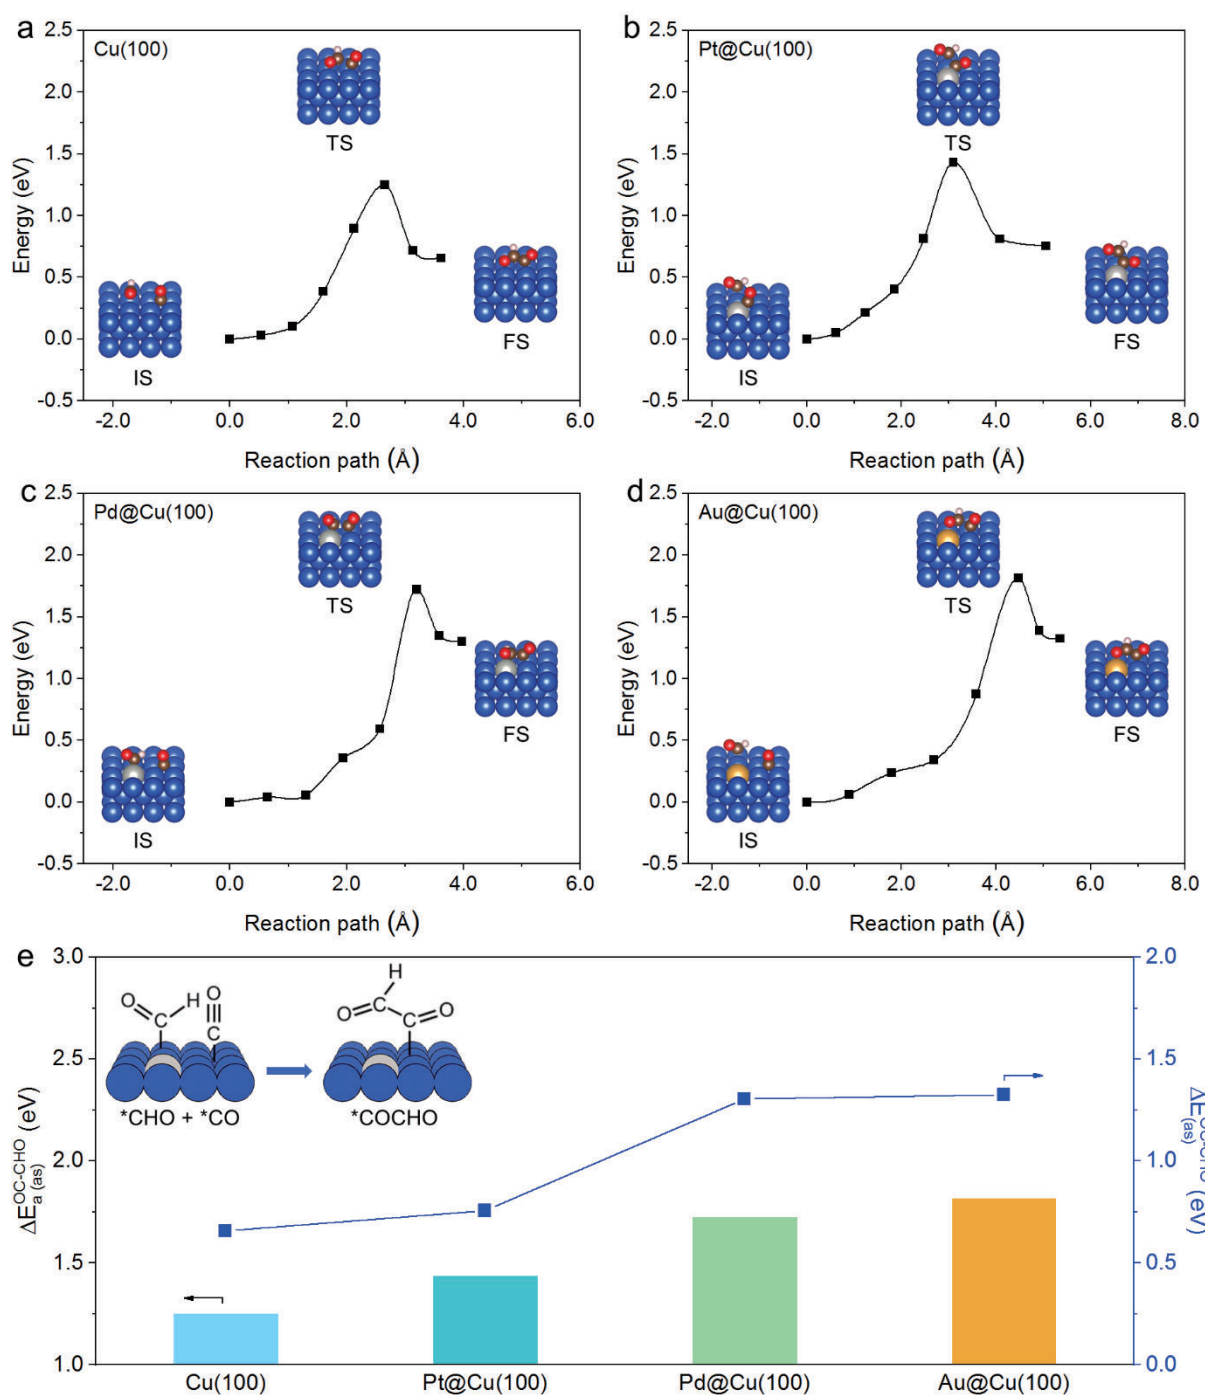 a
Cu(100)
2.5
2.0
1.5
1.0
0.5
0.0
-0.5
Energy (eV)
TS
IS
FS
-2.0 0.0 2.0 4.0 6.0
Reaction path (Å)
b
Pt@Cu(100)
2.5
2.0
1.5
1.0
0.5
0.0
-0.5
Energy (eV)
TS
IS
FS
-2.0 0.0 2.0 4.0 6.0 8.0
Reaction path (Å)
c
Pd@Cu(100)
2.5
2.0
1.5
1.0
0.5
0.0
-0.5
Energy (eV)
TS
FS
IS
-2.0 0.0 2.0 4.0 6.0
Reaction path (Å)
d
Au@Cu(100)
2.5
2.0
1.5
1.0
0.5
0.0
-0.5
Energy (eV)
TS
FS
IS
-2.0 0.0 2.0 4.0 6.0 8.0
Reaction path (Å)
e
3.0
2.5
2.0
1.5
1.0
ΔE a (as) OC-CHO (eV)
O H O
C C
*CHO + *CO
H
O C C O
*COCHO
2.0
1.5
1.0
0.5
0.0
ΔE (as) OC-CHO (eV)
Cu(100) Pt@Cu(100) Pd@Cu(100) Au@Cu(100)